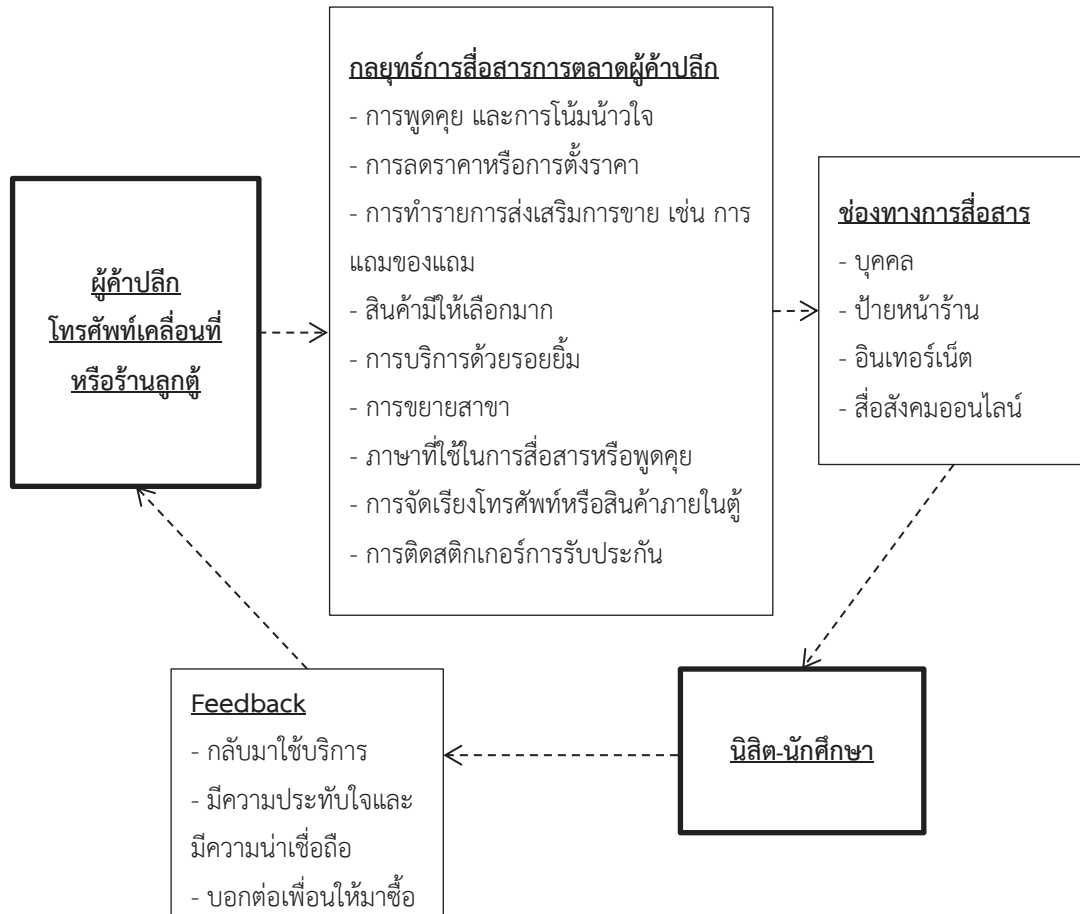 ผู้ค้าปลีก
โทรศัพท์เคลื่อนที่
หรือร้านลูกตู้
กลยุทธ์การสื่อสารการตลาดผู้ค้าปลีก
- การพูดคุย และการโน้มน้าวใจ
- การลดราคาหรือการตั้งราคา
- การทำรายการส่งเสริมการขาย เช่น การ
แถมของแถม
- สินค้ามีให้เลือกมาก
- การบริการด้วยรอยยิ้ม
- การขยายสาขา
- ภาษาที่ใช้ในการสื่อสารหรือพูดคุย
- การจัดเรียงโทรศัพท์หรือสินค้าภายในตู้
- การติดสติกเกอร์การรับประกัน
ช่องทางการสื่อสาร
- บุคคล
- ป้ายหน้าร้าน
- อินเทอร์เน็ต
- สื่อสังคมออนไลน์
นิสิต-นักศึกษา
Feedback
- กลับมาใช้บริการ
- มีความประทับใจและ
มีความน่าเชื่อถือ
- บอกต่อเพื่อนให้มาซื้อ